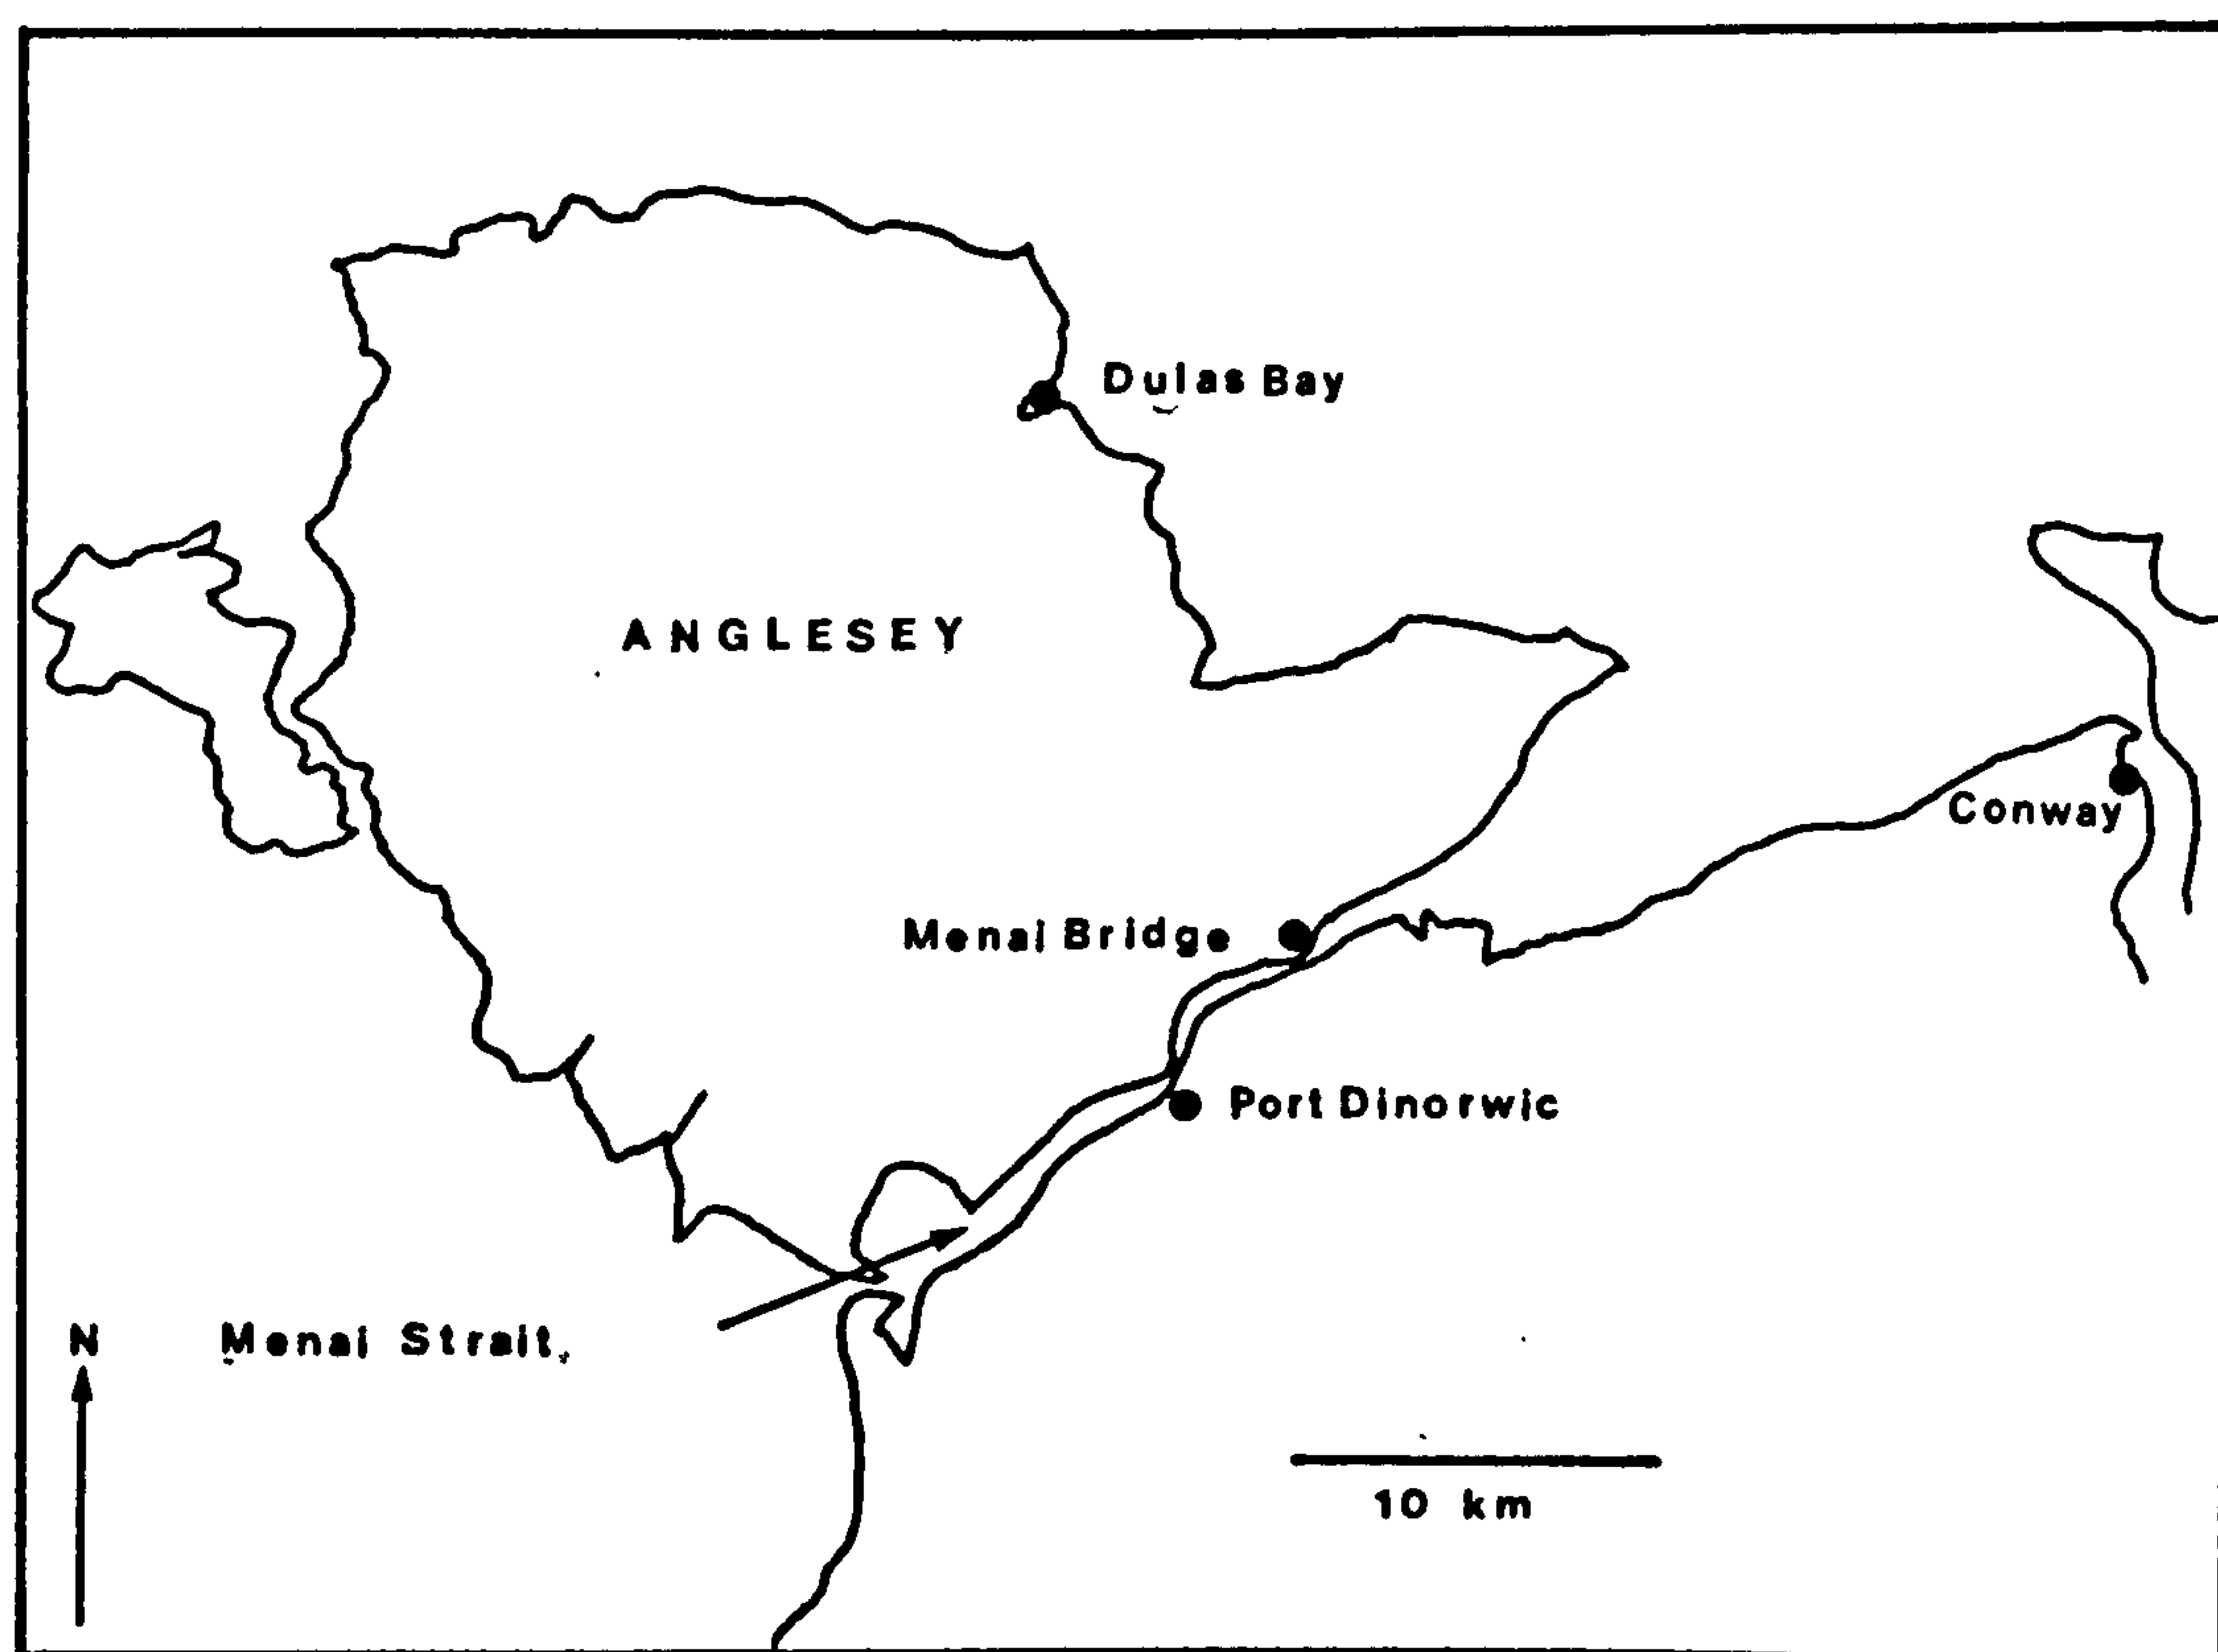 Dulas Bay
ANGLESEY
Conway
Menai Bridge
Port Dinorwic
N
Menai Strait
10 km